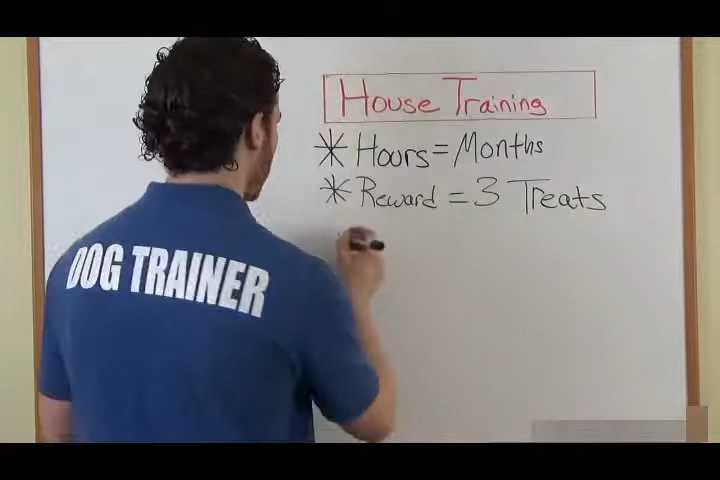 House Training
* Hours = Months
* Reward = 3 Treats
DOG TRAINER